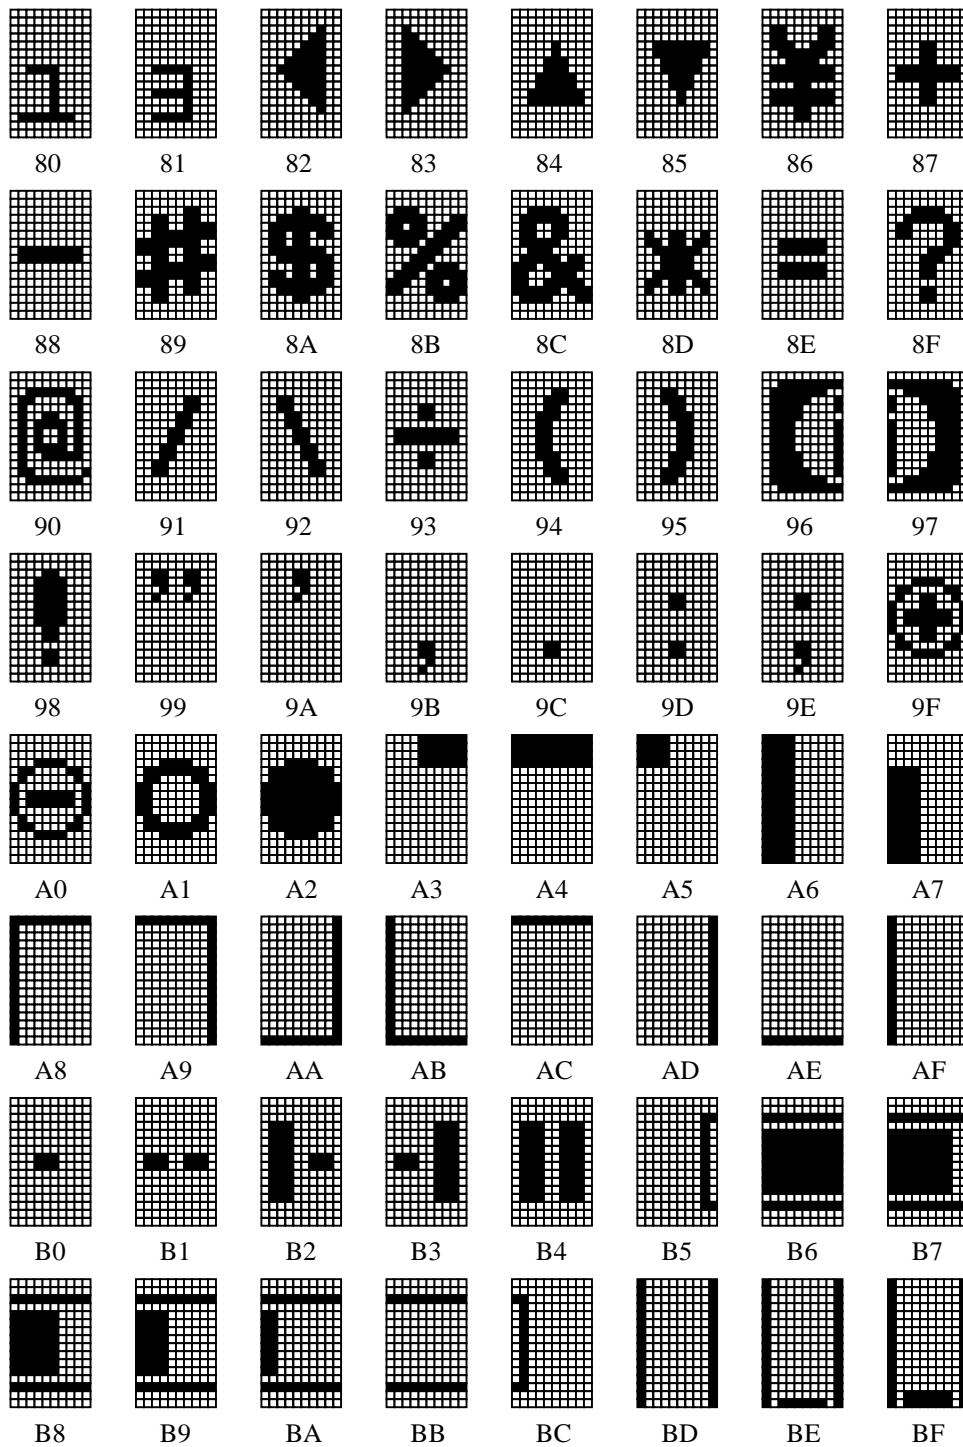 80 81 82 83 84 85 86 87
¥ +
88 89 8A 8B 8C 8D 8E 8F
- # $ % & * = ?
90 91 92 93 94 95 96 97
@ / \ ÷ ( )
98 99 9A 9B 9C 9D 9E 9F
! ” ’ , . : ;
A0 A1 A2 A3 A4 A5 A6 A7
A8 A9 AA AB AC AD AE AF
B0 B1 B2 B3 B4 B5 B6 B7
B8 B9 BA BB BC BD BE BF